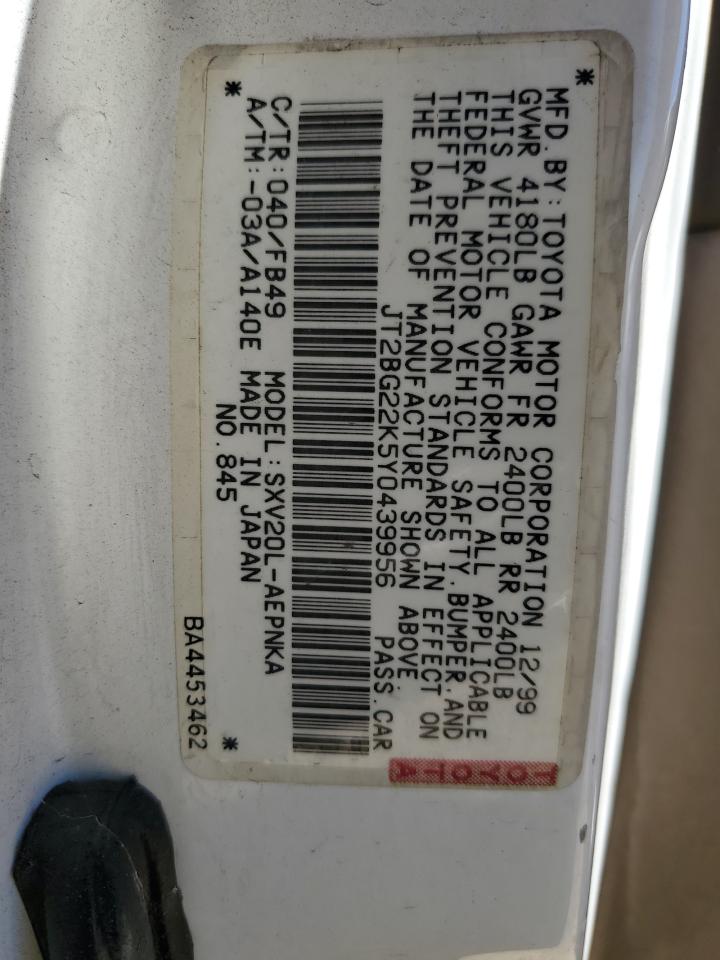 MFD. BY: TOYOTA MOTOR CORPORATION 12/99
GVWR 4180LB GAWR FR 2400LB RR 2400LB
THIS VEHICLE CONFORMS TO ALL APPLICABLE
FEDERAL MOTOR VEHICLE SAFETY. BUMPER. AND
THEFT PREVENTION STANDARDS IN EFFECT ON
THE DATE OF MANUFACTURE SHOWN ABOVE.
JT2BG22K5Y0439956 PASS. CAR
C/TR: 040/FB49 MODEL: SXV20L-AEPNKA
A/TM: -03A/A140E MADE IN JAPAN
NO. 845
BA4453462
TOYOTA